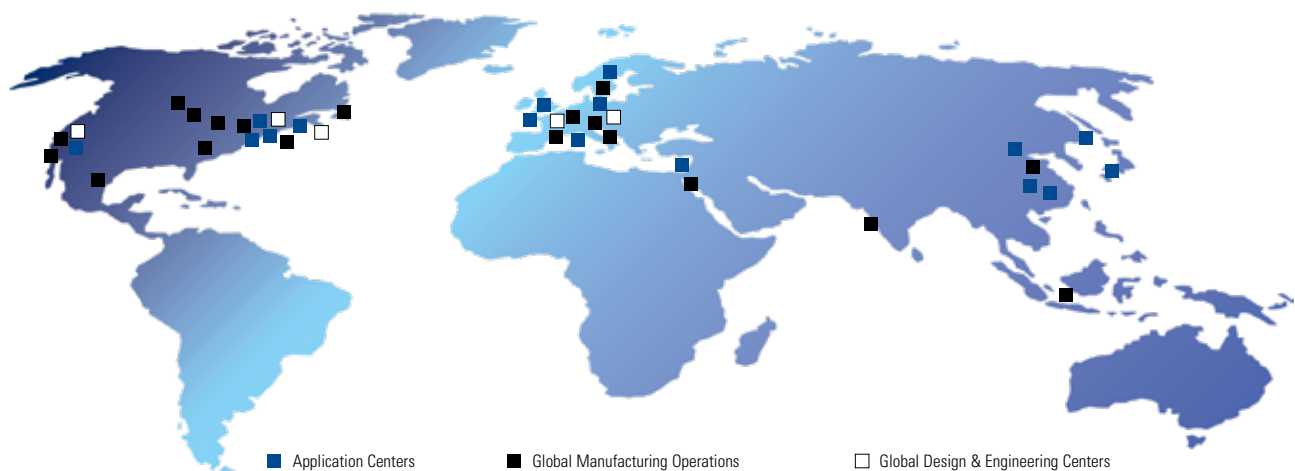 Application Centers
Global Manufacturing Operations
Global Design & Engineering Centers